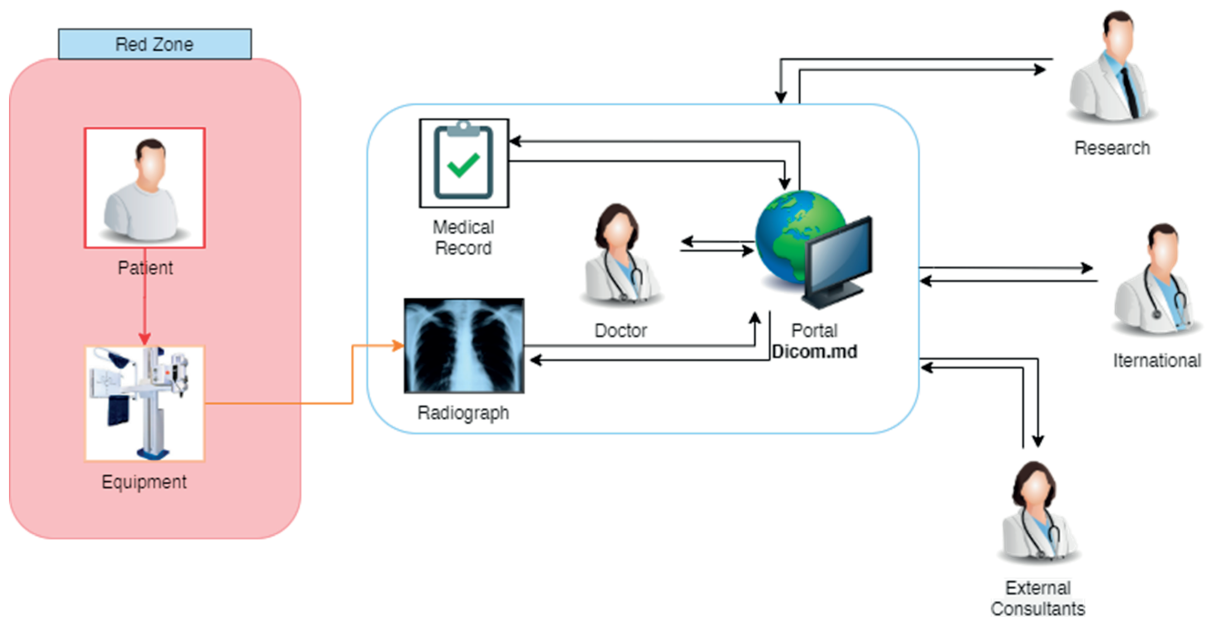 Red Zone
Patient
Equipment
Medical
Record
Doctor
Radiograph
Portal
Dicom.md
Research
Iternational
External
Consultants